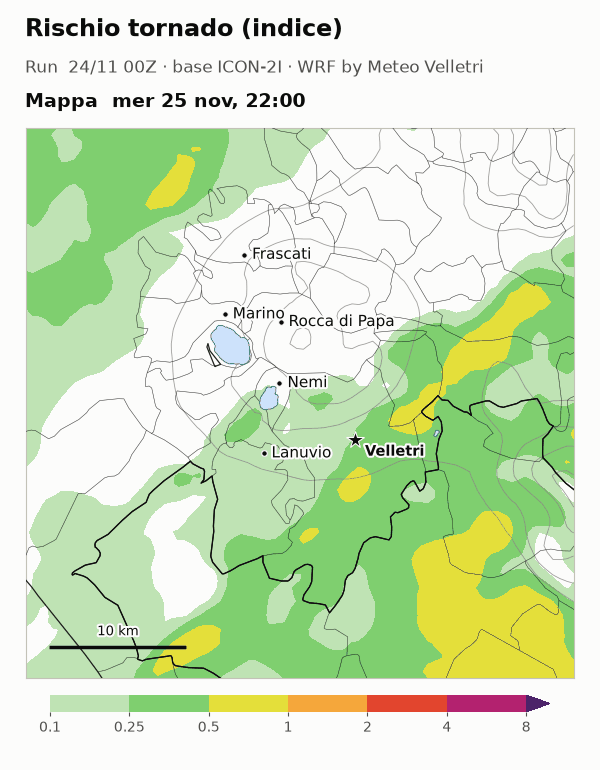 Rischio tornado (indice)
Run  24/11 00Z · base ICON-2I · WRF by Meteo Velletri
Mappa  mer 25 nov, 22:00
Frascati
Marino
Rocca di Papa
Nemi
Velletri
Lanuvio
10 km
0.1 0.25 0.5 1 2 4 8